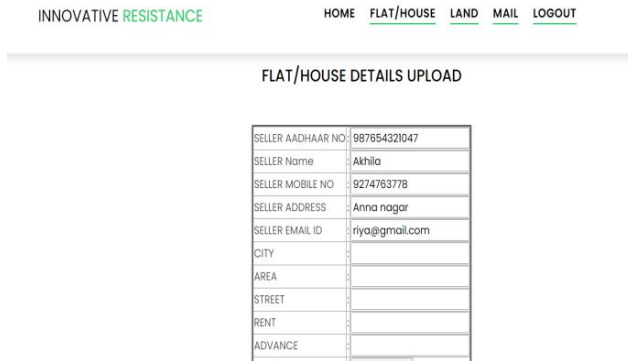 INNOVATIVE RESISTANCE HOME FLAT/HOUSE LAND MAIL LOGOUT
FLAT/HOUSE DETAILS UPLOAD
SELLER AADHAAR NO : 987654321047
SELLER Name : Akhila
SELLER MOBILE NO : 9274763778
SELLER ADDRESS : Anna nagar
SELLER EMAIL ID : riya@gmail.com
CITY :
AREA :
STREET :
RENT :
ADVANCE :